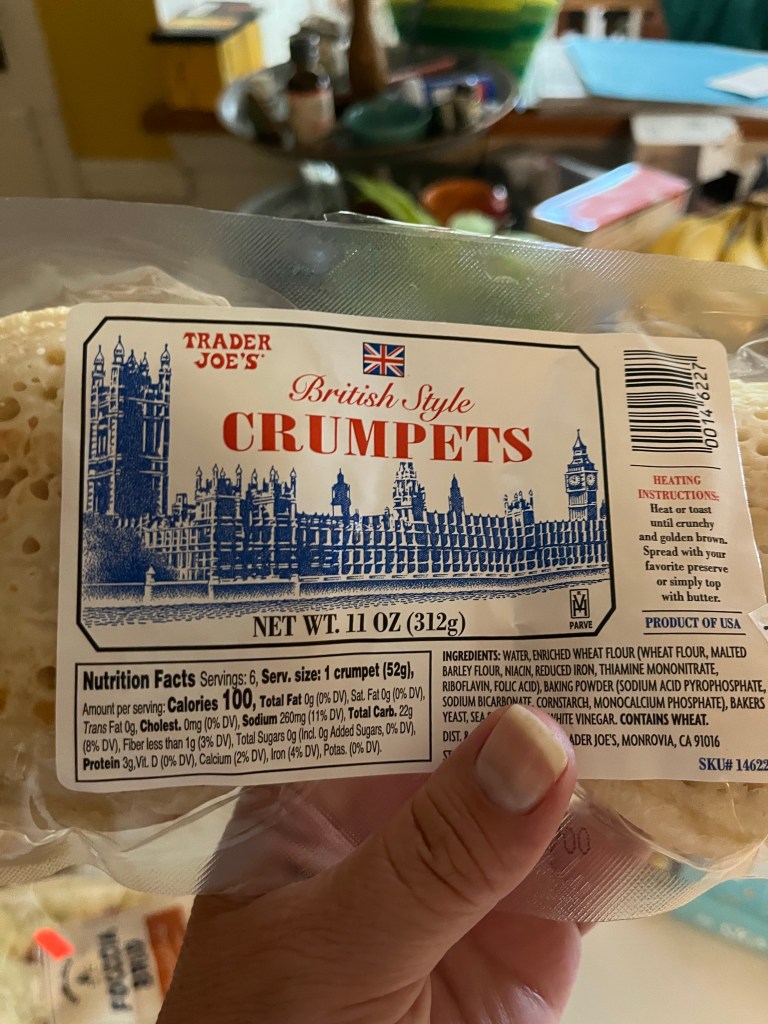 TRADER
JOE'S
British Style
CRUMPETS
NET WT. 11 OZ (312g)
PARVE
0014 6227
HEATING
INSTRUCTIONS:
Heat or toast
until crunchy
and golden brown.
Spread with your
favorite preserve
or simply top
with butter.
PRODUCT OF USA
Nutrition Facts Servings: 6, Serv. size: 1 crumpet (52g),
Amount per serving: Calories 100, Total Fat 0g (0% DV), Sat. Fat 0g (0% DV),
Trans Fat 0g, Cholest. 0mg (0% DV), Sodium 260mg (11% DV), Total Carb. 22g
(8% DV), Fiber less than 1g (3% DV), Total Sugars 0g (Incl. 0g Added Sugars, 0% DV),
Protein 3g, Vit. D (0% DV), Calcium (2% DV), Iron (4% DV), Potas. (0% DV).
INGREDIENTS: WATER, ENRICHED WHEAT FLOUR (WHEAT FLOUR, MALTED
BARLEY FLOUR, NIACIN, REDUCED IRON, THIAMINE MONONITRATE,
RIBOFLAVIN, FOLIC ACID), BAKING POWDER (SODIUM ACID PYROPHOSPHATE,
SODIUM BICARBONATE, CORNSTARCH, MONOCALCIUM PHOSPHATE), BAKERS
YEAST, SEA WHITE VINEGAR. CONTAINS WHEAT.
DIST. & ADER JOE'S, MONROVIA, CA 91016
SKU# 14622